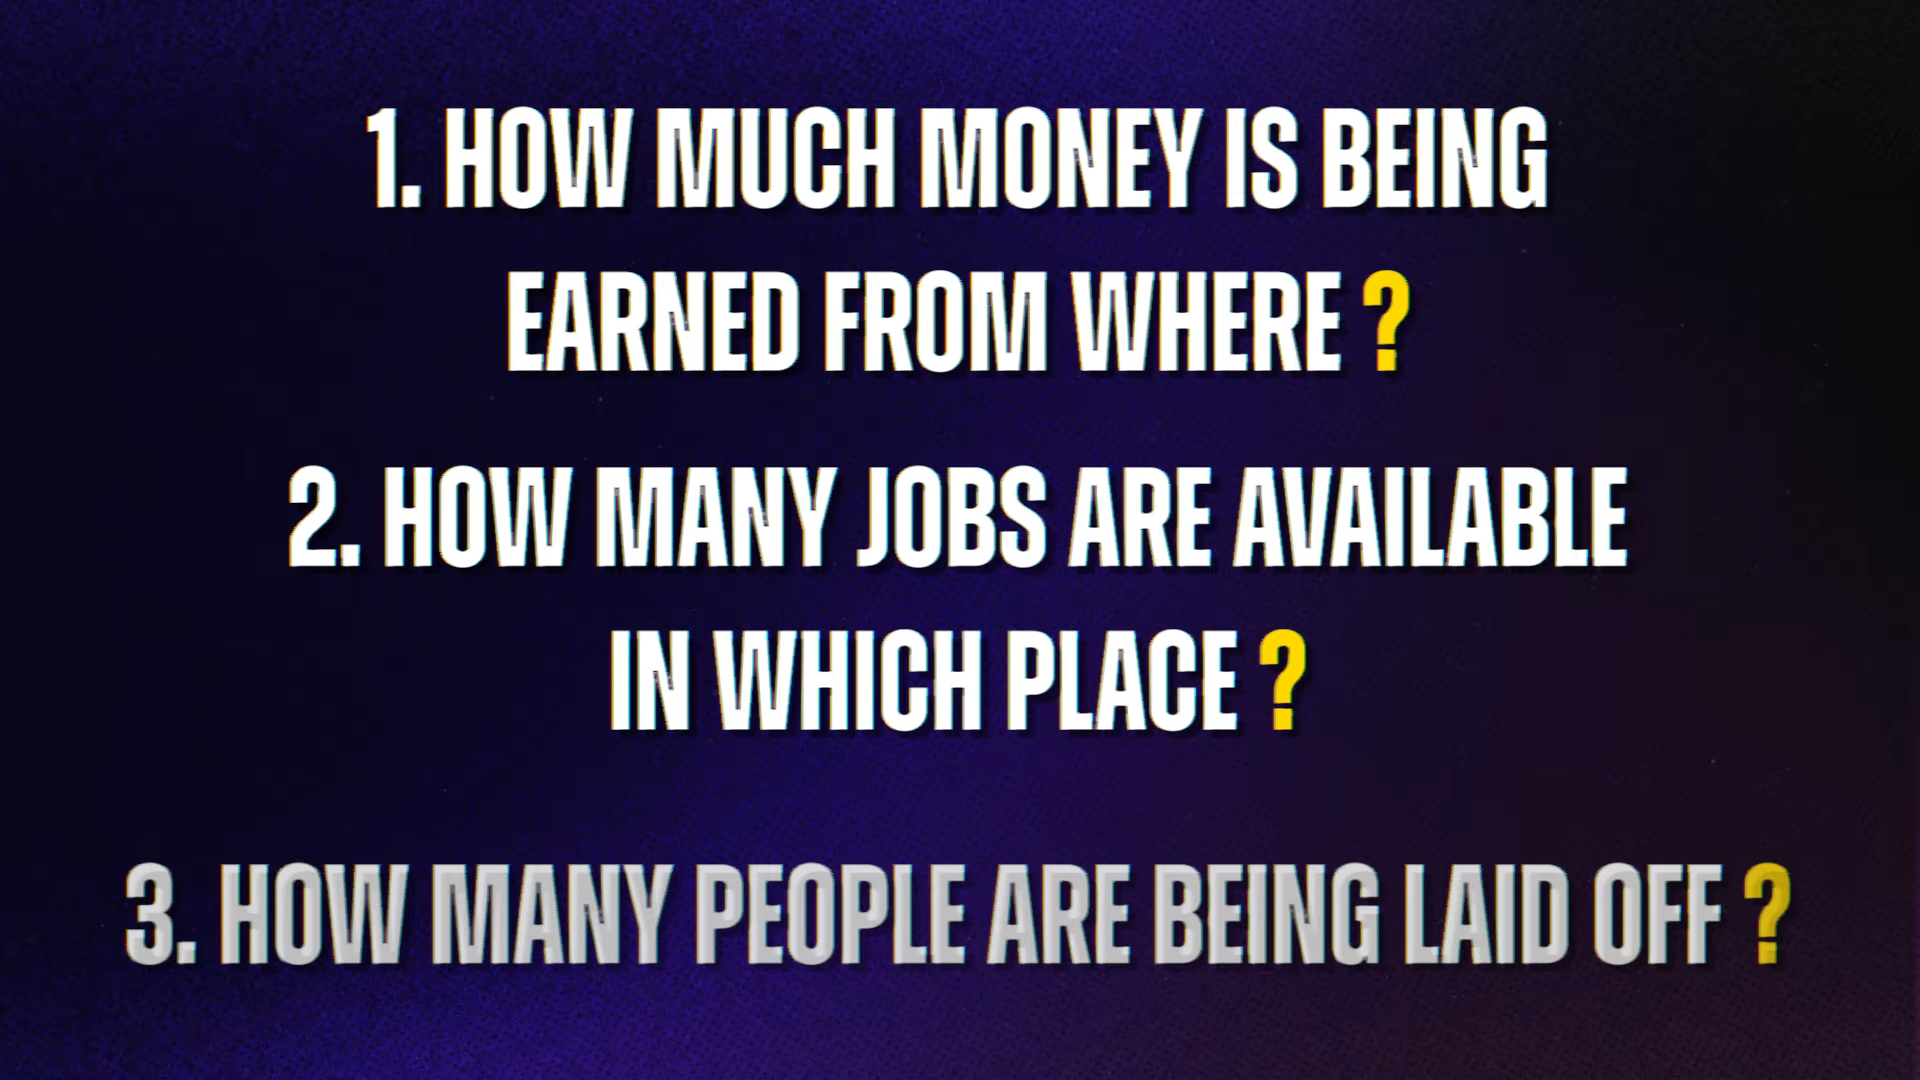 1. HOW MUCH MONEY IS BEING
EARNED FROM WHERE ?
2. HOW MANY JOBS ARE AVAILABLE
IN WHICH PLACE ?
3. HOW MANY PEOPLE ARE BEING LAID OFF ?